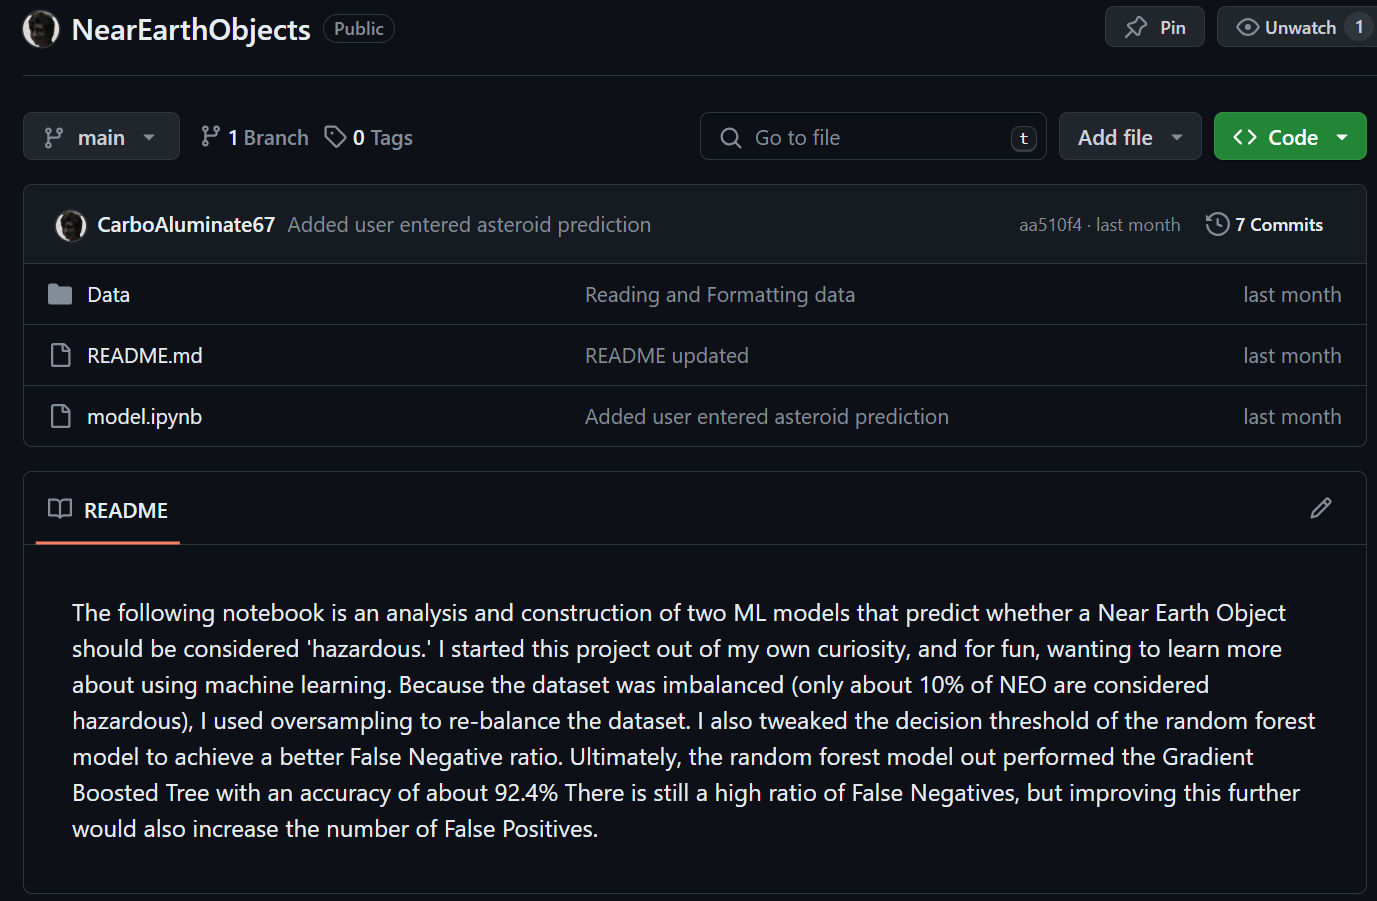 NearEarthObjects Public Pin Unwatch 1
main 1 Branch 0 Tags Go to file t Add file Code
CarboAluminate67 Added user entered asteroid prediction aa510f4 · last month 7 Commits
Data Reading and Formatting data last month
README.md README updated last month
model.ipynb Added user entered asteroid prediction last month
README
The following notebook is an analysis and construction of two ML models that predict whether a Near Earth Object
should be considered 'hazardous.' I started this project out of my own curiosity, and for fun, wanting to learn more
about using machine learning. Because the dataset was imbalanced (only about 10% of NEO are considered
hazardous), I used oversampling to re-balance the dataset. I also tweaked the decision threshold of the random forest
model to achieve a better False Negative ratio. Ultimately, the random forest model out performed the Gradient
Boosted Tree with an accuracy of about 92.4% There is still a high ratio of False Negatives, but improving this further
would also increase the number of False Positives.